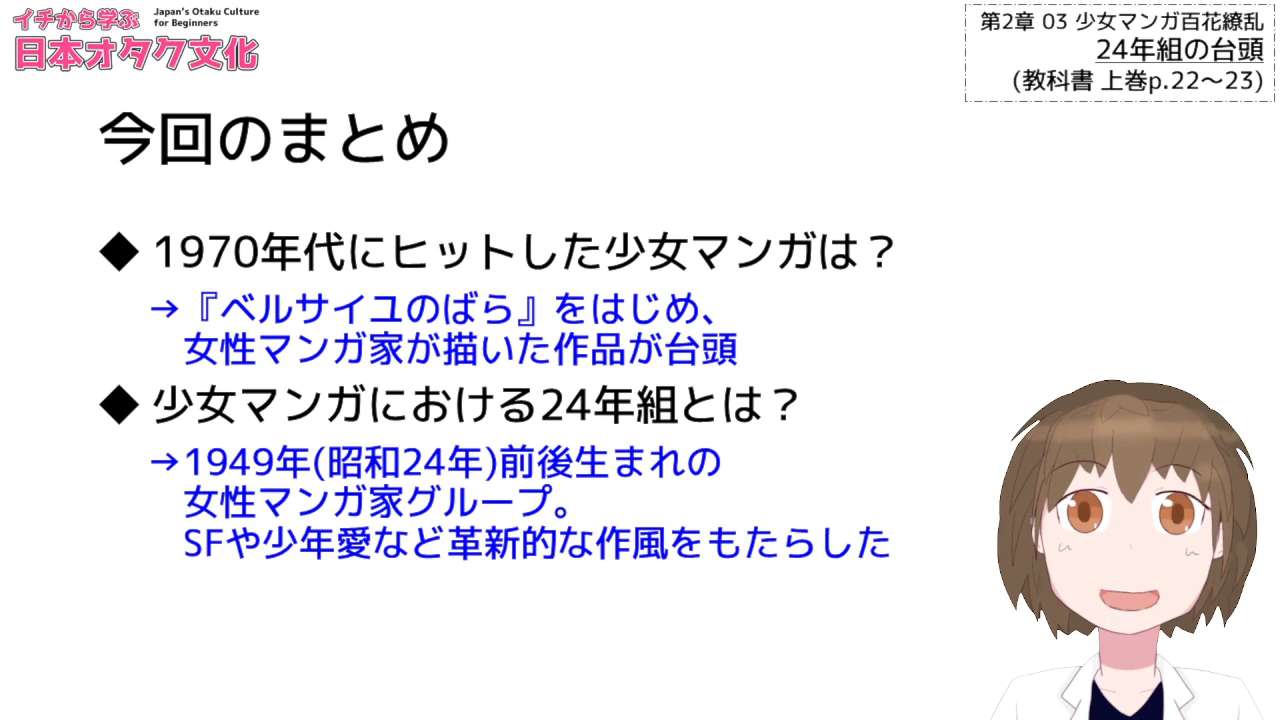 イチから学ぶ
Japan's Otaku Culture
for Beginners
日本オタク文化
第2章 03 少女マンガ百花繚乱
24年組の台頭
(教科書 上巻p.22〜23)
今回のまとめ
◆ 1970年代にヒットした少女マンガは？
→『ベルサイユのばら』をはじめ、
女性マンガ家が描いた作品が台頭
◆ 少女マンガにおける24年組とは？
→1949年(昭和24年)前後生まれの
女性マンガ家グループ。
SFや少年愛など革新的な作風をもたらした